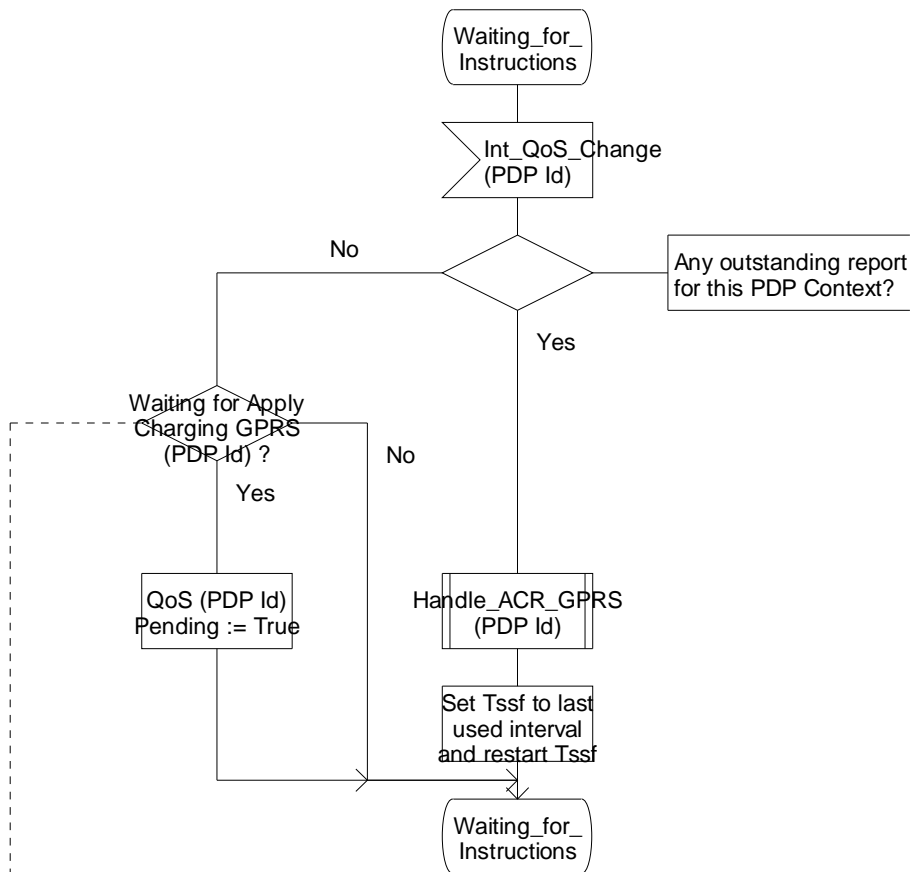 Waiting_for_
Instructions
Int_QoS_Change
(PDP Id)
No
Any outstanding report
for this PDP Context?
Yes
Waiting for Apply
Charging GPRS
(PDP Id) ?
No
Yes
QoS (PDP Id)
Pending := True
Handle_ACR_GPRS
(PDP Id)
Set Tssf to last
used interval
and restart Tssf
Waiting_for_
Instructions